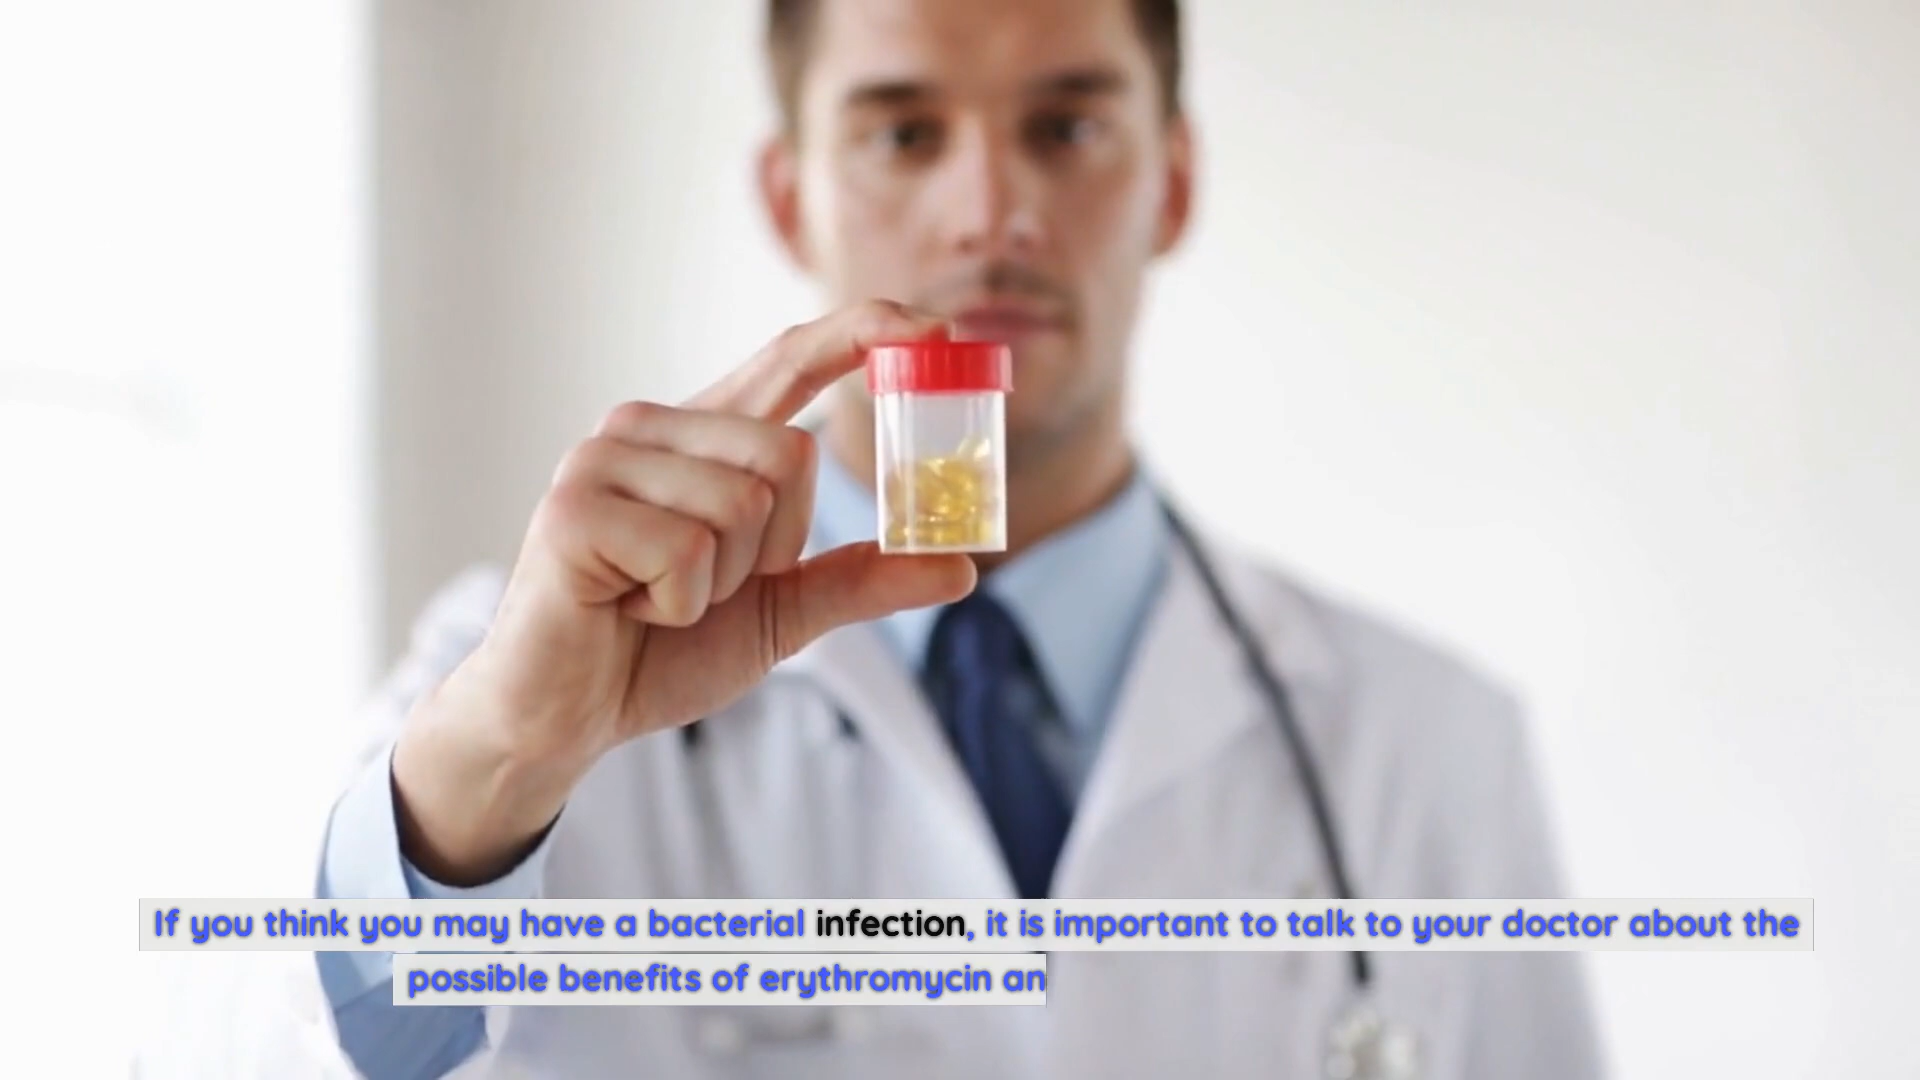 If you think you may have a bacterial infection, it is important to talk to your doctor about the
possible benefits of erythromycin an